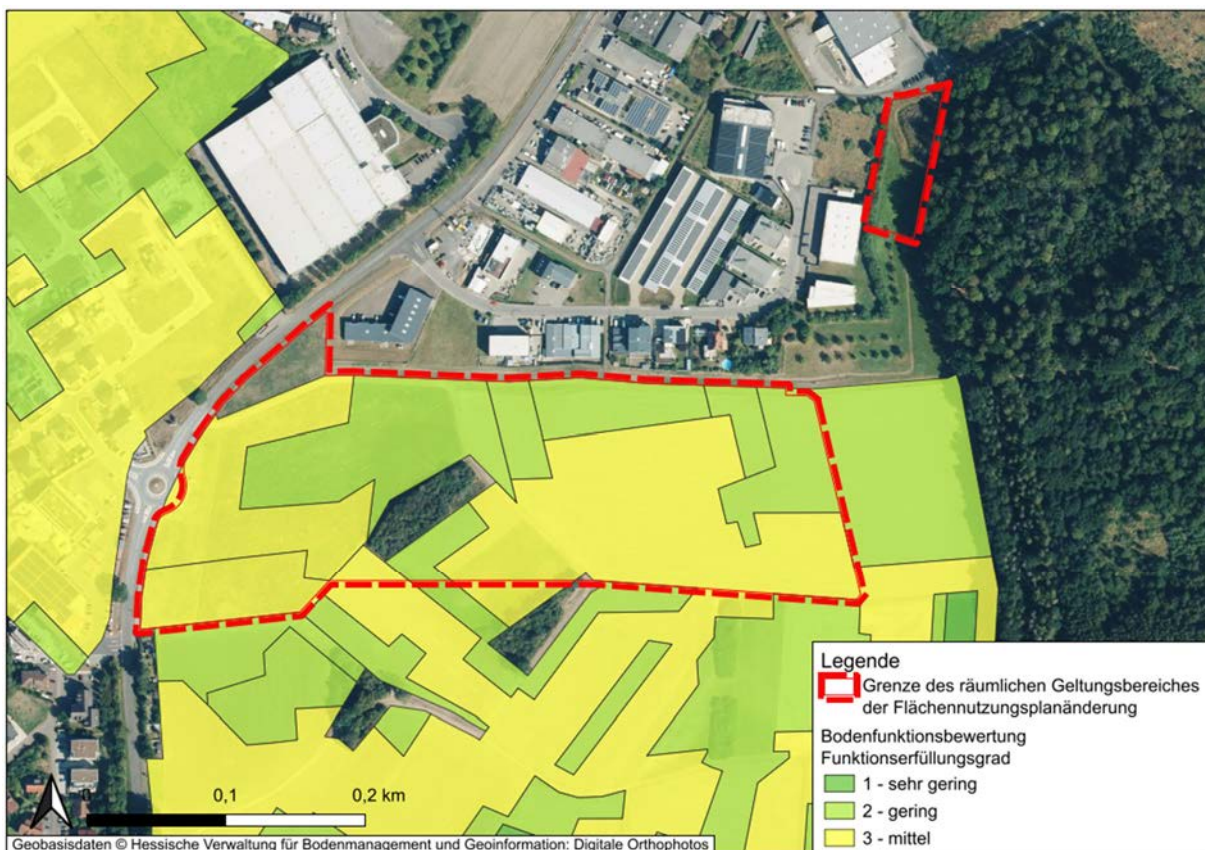 Legende
Grenze des räumlichen Geltungsbereiches
der Flächennutzungsplanänderung
Bodenfunktionsbewertung
Funktionserfüllungsgrad
1 - sehr gering
2 - gering
3 - mittel
0 0,1 0,2 km
Geobasisdaten © Hessische Verwaltung für Bodenmanagement und Geoinformation: Digitale Orthophotos